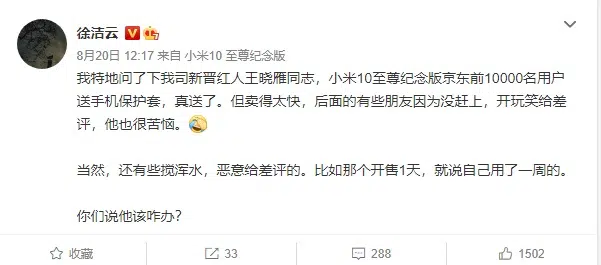 徐洁云
8月20日 12:17 来自 小米10 至尊纪念版
我特地问了下我司新晋红人王晓雁同志，小米10至尊纪念版京东前10000名用户
送手机保护套，真送了。但卖得太快，后面的有些朋友因为没赶上，开玩笑给差
评，他也很苦恼。
当然，还有些搅浑水，恶意给差评的。比如那个开售1天，就说自己用了一周的。
你们说他该咋办？
收藏 33 288 1502